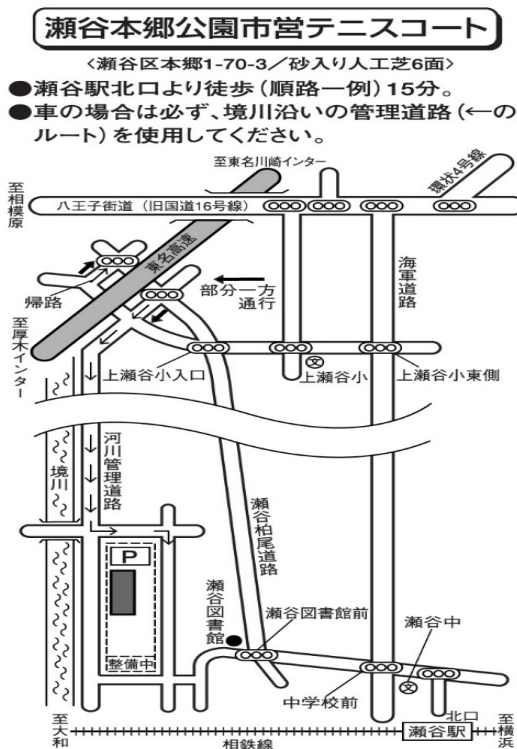 瀬谷本郷公園市営テニスコート
〈瀬谷区本郷1-70-3／砂入り人工芝6面〉
●瀬谷駅北口より徒歩(順路一例)15分。
●車の場合は必ず、境川沿いの管理道路(←の
ルート)を使用してください。
至東名川崎インター
至相模原
八王子街道(旧国道16号線)
環状4号線
東名高速
海軍道路
帰路
部分一方
通行
至厚木インター
上瀬谷小入口
上瀬谷小
上瀬谷小東側
文
境川
河川管理道路
瀬谷柏尾道路
P
整備中
瀬谷図書館
瀬谷図書館前
瀬谷中
文
中学校前
北口
至大和
相鉄線
瀬谷駅
至横浜